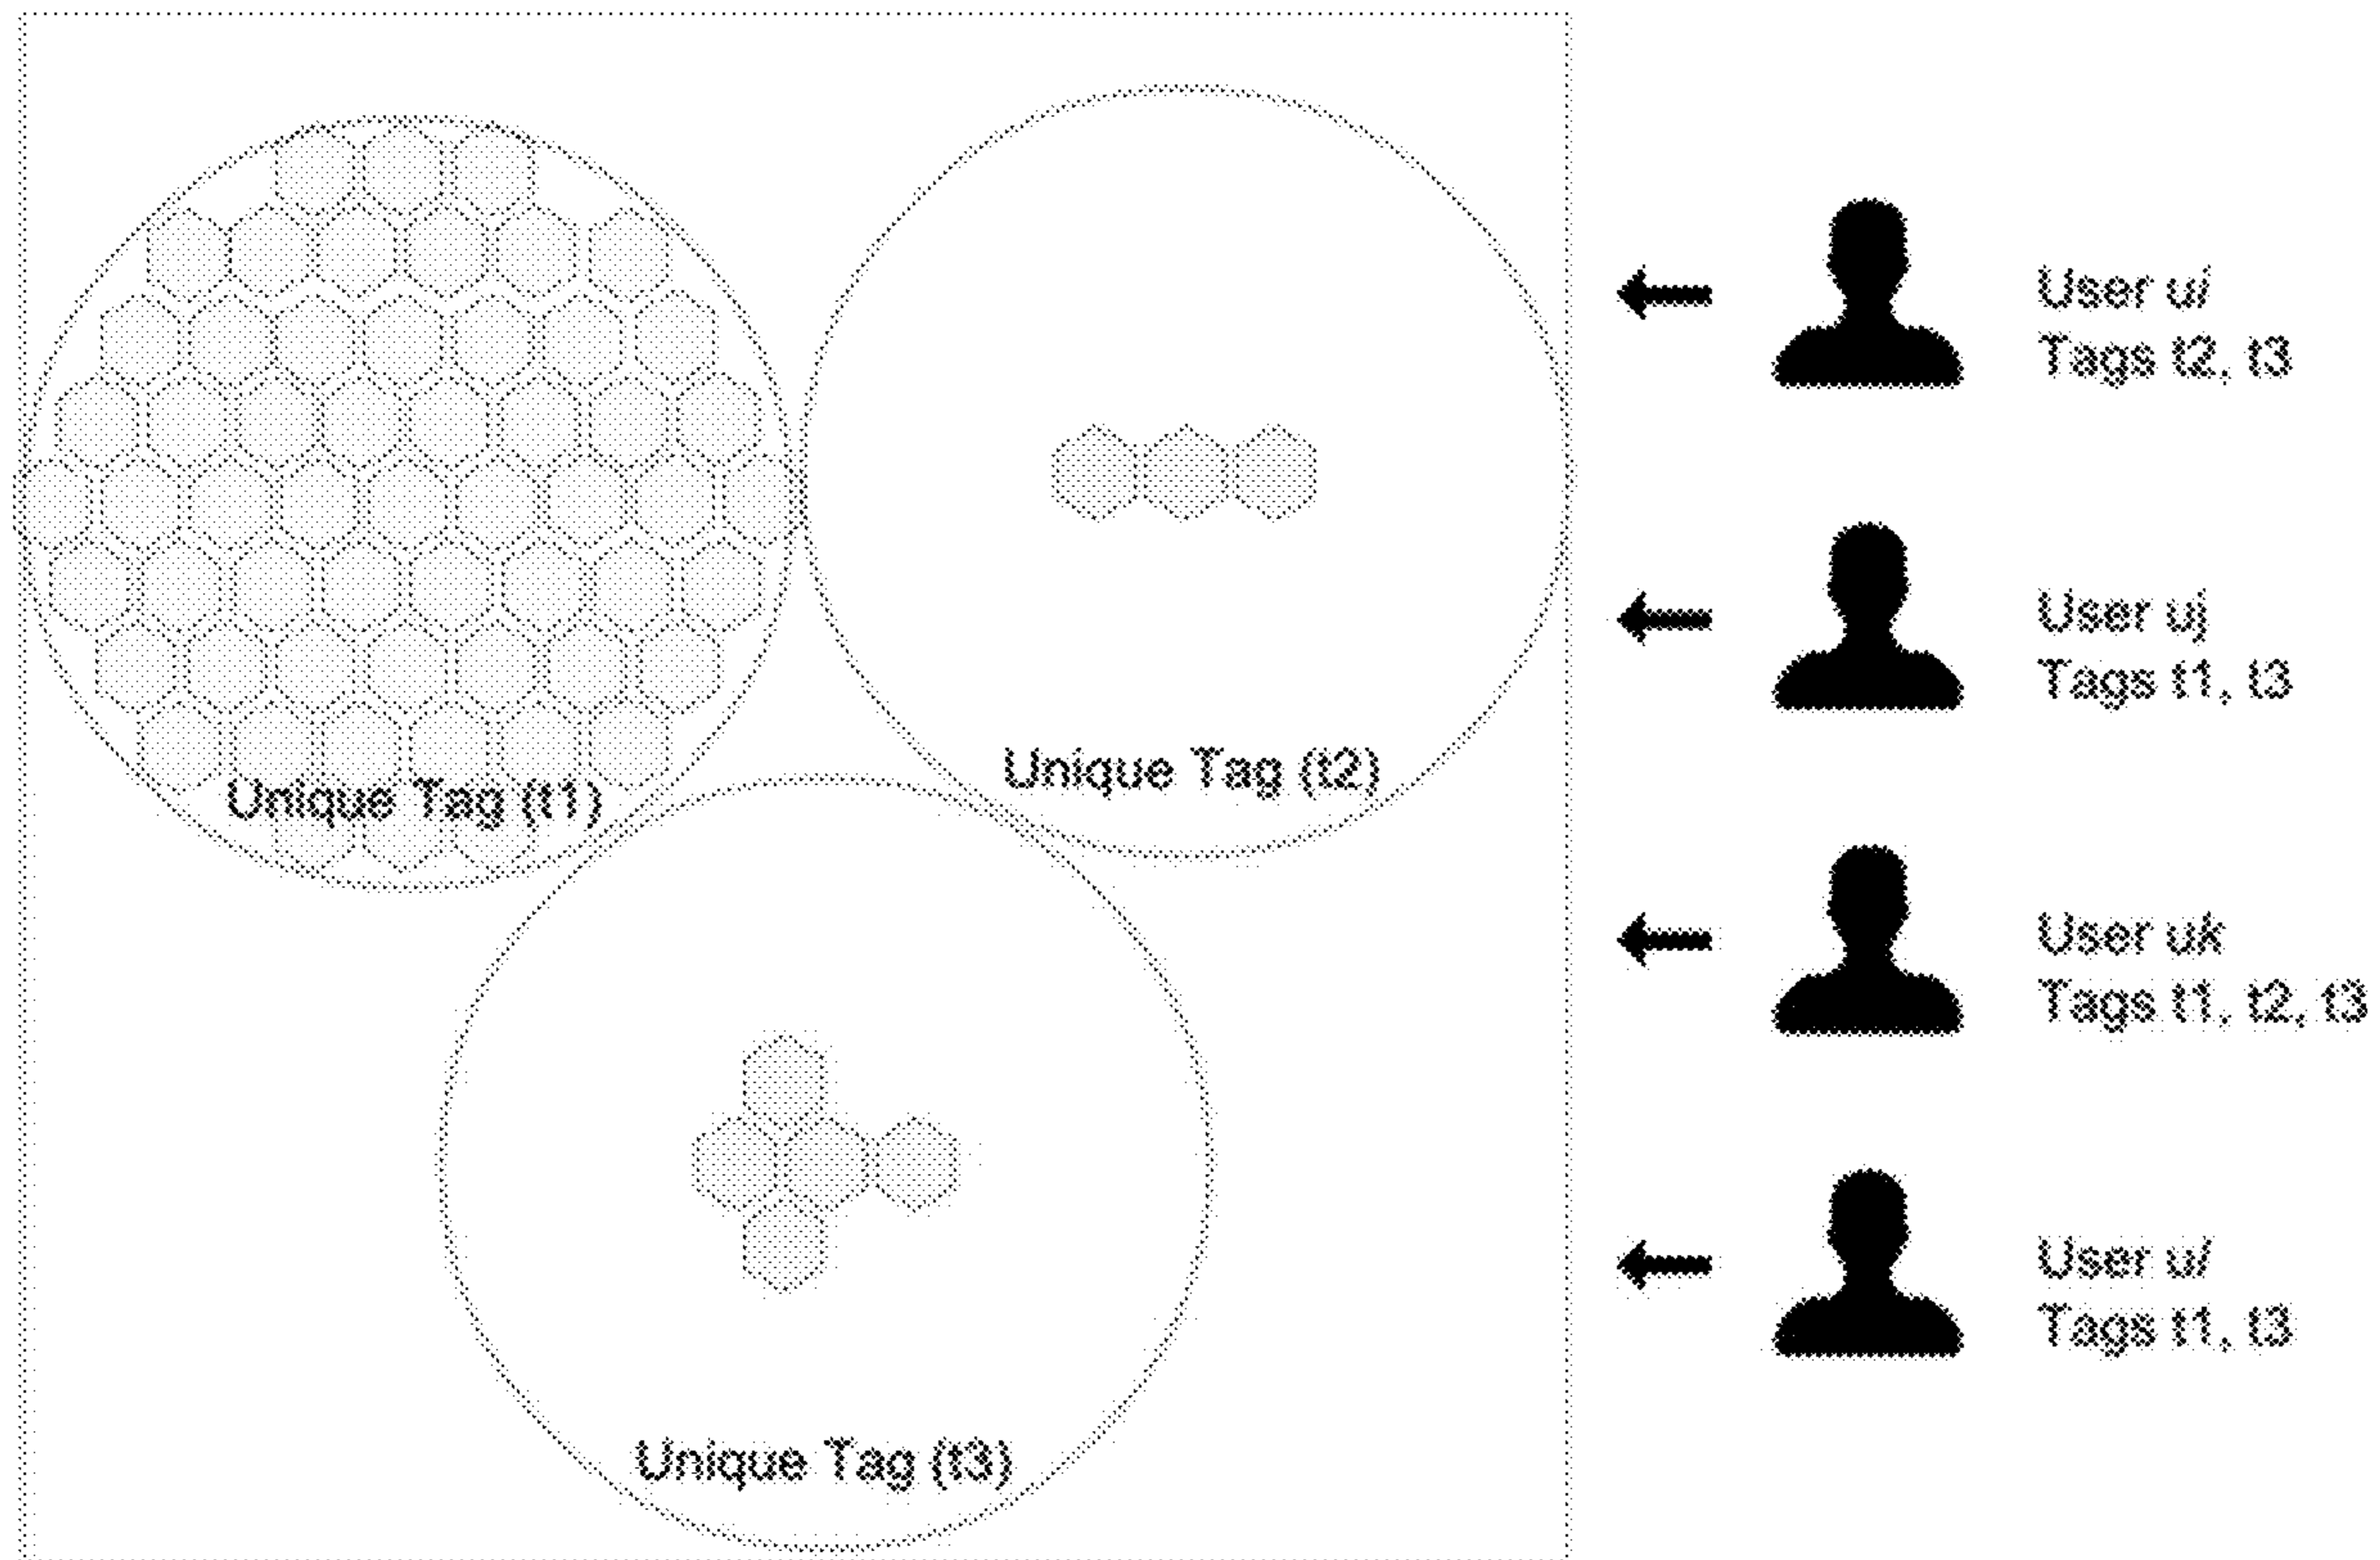 Unique Tag (t1)
Unique Tag (t2)
Unique Tag (t3)
User ui
Tags t2, t3
User uj
Tags t1, t3
User uk
Tags t1, t2, t3
User ul
Tags t1, t3